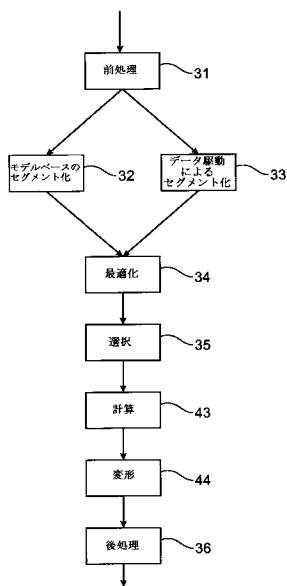 前処理
31
モデルベースの
セグメント化
32
データ駆動
による
セグメント化
33
最適化
34
選択
35
計算
43
変形
44
後処理
36